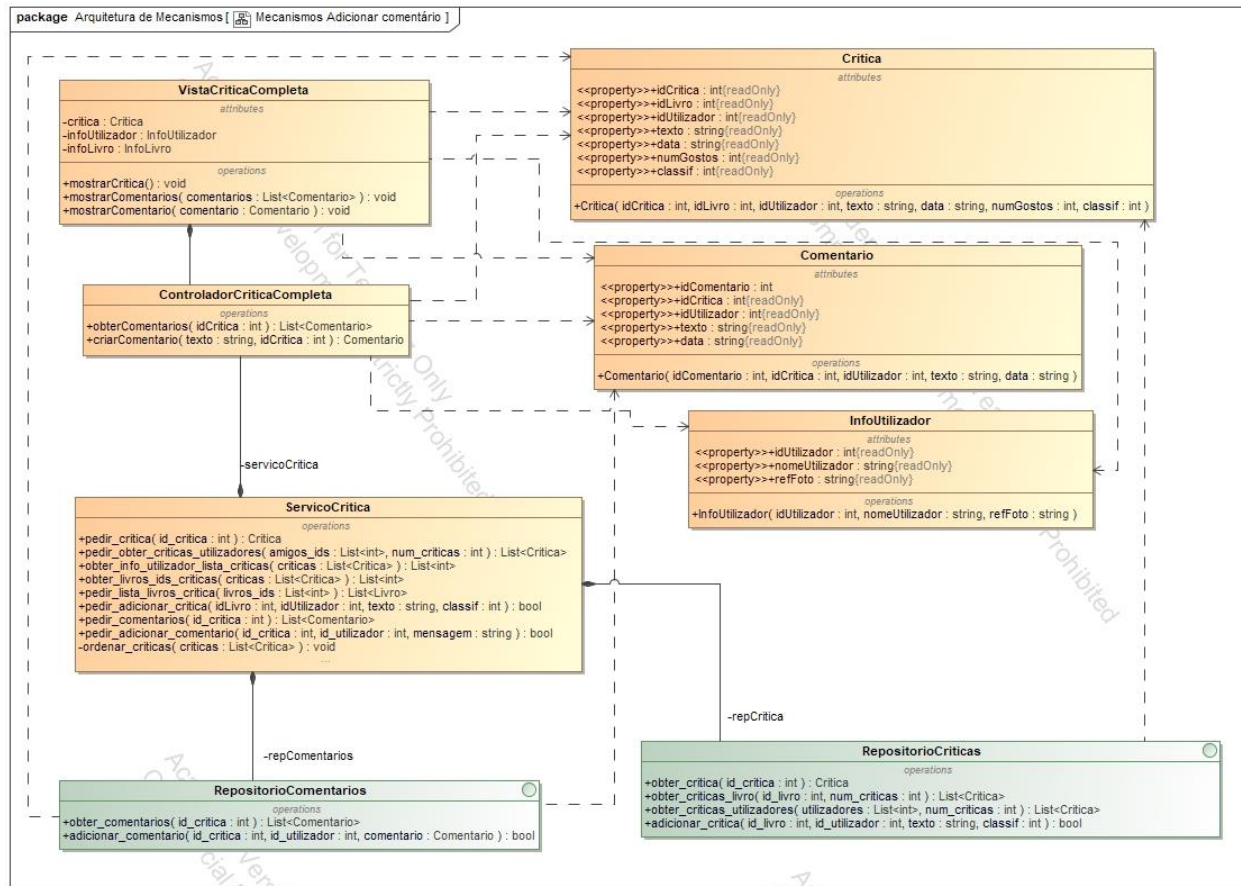 package Arquitetura de Mecanismos [ Mecanismos Adicionar comentário ]
VistaCriticaCompleta
attributes
-critica : Critica
-infoUtilizador : InfoUtilizador
-infoLivro : InfoLivro
operations
+mostrarCritica() : void
+mostrarComentarios( comentarios : List<Comentario> ) : void
+mostrarComentario( comentario : Comentario ) : void
Critica
attributes
<<property>>+idCritica : int{readOnly}
<<property>>+idLivro : int{readOnly}
<<property>>+idUtilizador : int{readOnly}
<<property>>+texto : string{readOnly}
<<property>>+data : string{readOnly}
<<property>>+numGostos : int{readOnly}
<<property>>+classif : int{readOnly}
operations
+Critica( idCritica : int, idLivro : int, idUtilizador : int, texto : string, data : string, numGostos : int, classif : int )
ControladorCriticaCompleta
operations
+obterComentarios( idCritica : int ) : List<Comentario>
+criarComentario( texto : string, idCritica : int ) : Comentario
Comentario
attributes
<<property>>+idComentario : int
<<property>>+idCritica : int{readOnly}
<<property>>+idUtilizador : int{readOnly}
<<property>>+texto : string{readOnly}
<<property>>+data : string{readOnly}
operations
+Comentario( idComentario : int, idCritica : int, idUtilizador : int, texto : string, data : string )
InfoUtilizador
attributes
<<property>>+idUtilizador : int{readOnly}
<<property>>+nomeUtilizador : string{readOnly}
<<property>>+refFoto : string{readOnly}
operations
+InfoUtilizador( idUtilizador : int, nomeUtilizador : string, refFoto : string )
-servicoCritica
ServicoCritica
operations
+pedir_critica( id_critica : int ) : Critica
+pedir_obter_criticas_utilizadores( amigos_ids : List<int>, num_criticas : int ) : List<Critica>
+obter_info_utilizador_lista_criticas( criticas : List<Critica> ) : List<int>
+obter_livros_ids_criticas( criticas : List<Critica> ) : List<int>
+pedir_lista_livros_critica( livros_ids : List<int> ) : List<Livro>
+pedir_adicionar_critica( idLivro : int, idUtilizador : int, texto : string, classif : int ) : bool
+pedir_comentarios( id_critica : int ) : List<Comentario>
+pedir_adicionar_comentario( id_critica : int, id_utilizador : int, mensagem : string ) : bool
-ordenar_criticas( criticas : List<Critica> ) : void
...
-repCritica
-repComentarios
RepositorioComentarios
operations
+obter_comentarios( id_critica : int ) : List<Comentario>
+adicionar_comentario( id_critica : int, id_utilizador : int, comentario : Comentario ) : bool
RepositorioCriticas
operations
+obter_critica( id_critica : int ) : Critica
+obter_criticas_livro( id_livro : int, num_criticas : int ) : List<Critica>
+obter_criticas_utilizadores( utilizadores : List<int>, num_criticas : int ) : List<Critica>
+adicionar_critica( id_livro : int, id_utilizador : int, texto : string, classif : int ) : bool
for Te
Only
Strictly Prohibited
Prohibited